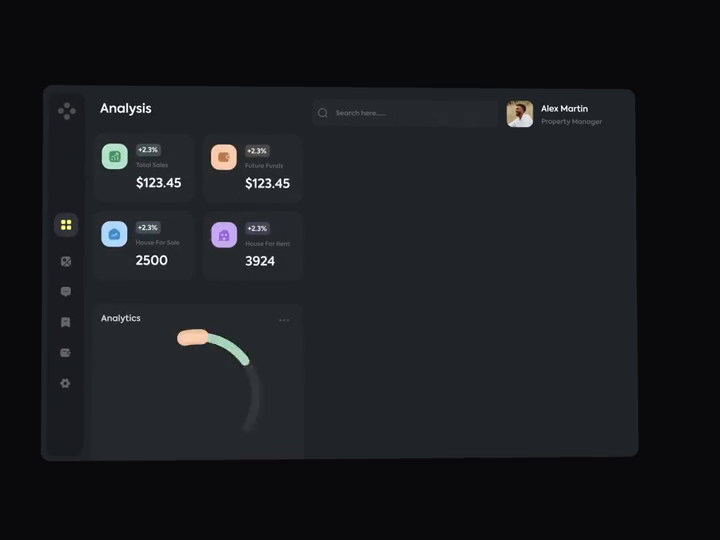 Analysis
Search here.....
Alex Martin
Property Manager
+2.3%
Total Sales
$123.45
+2.3%
Future Funds
$123.45
+2.3%
House For Sale
2500
+2.3%
House For Rent
3924
Analytics